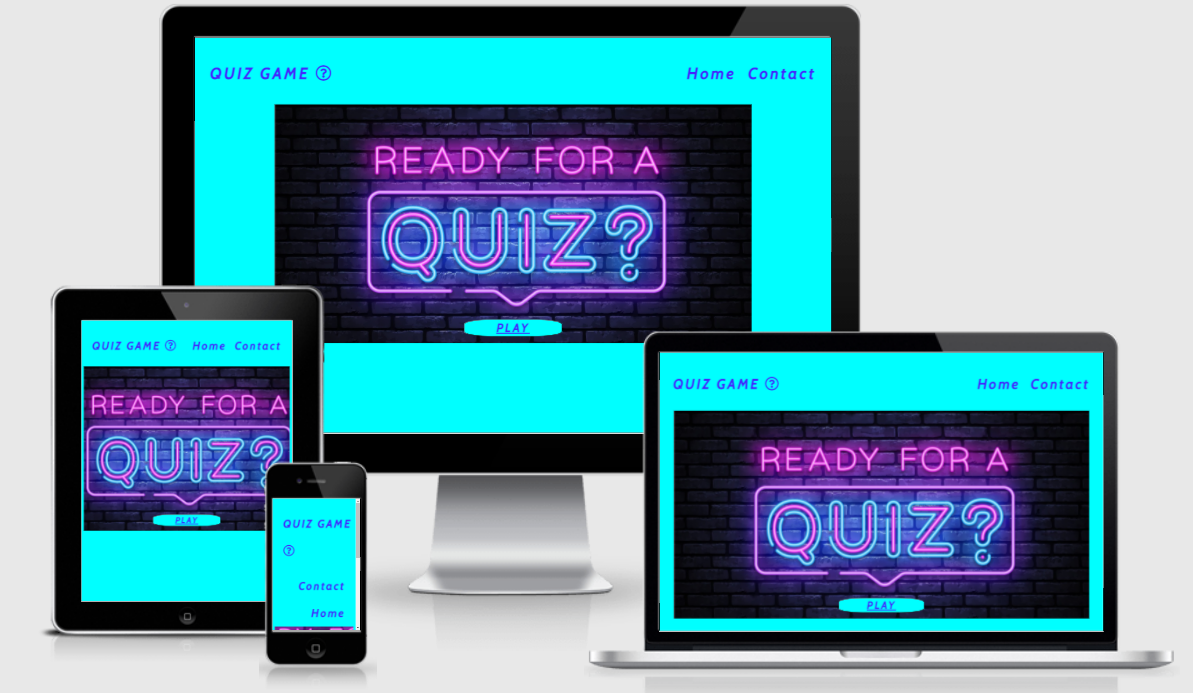 QUIZ GAME ?
Home Contact
READY FOR A
QUIZ?
PLAY
QUIZ GAME ? Home Contact
READY FOR A
QUIZ?
PLAY
QUIZ GAME
?
Contact
Home
QUIZ GAME ?
Home Contact
READY FOR A
QUIZ?
PLAY